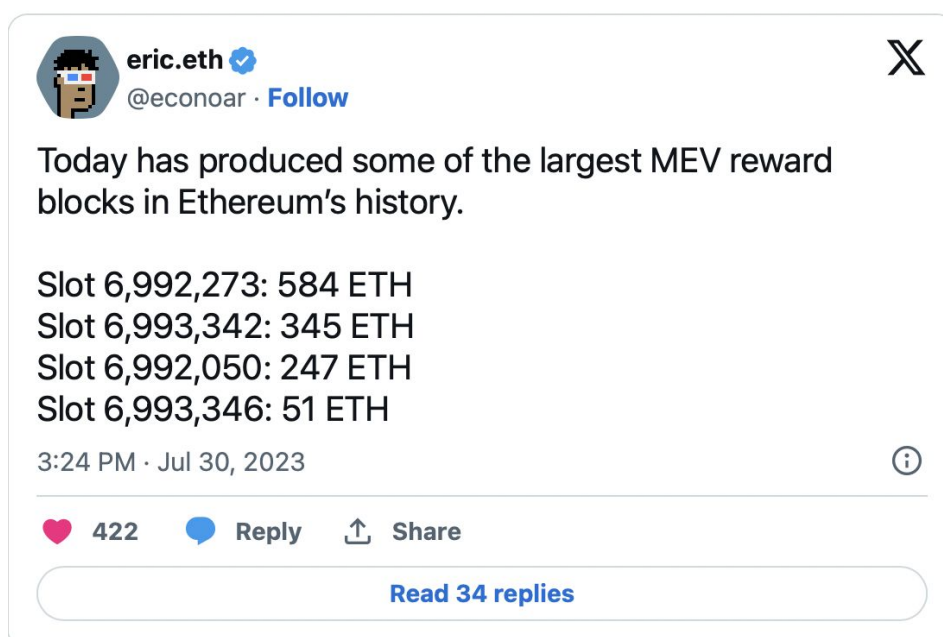 eric.eth
@econoar · Follow
Today has produced some of the largest MEV reward
blocks in Ethereum’s history.
Slot 6,992,273: 584 ETH
Slot 6,993,342: 345 ETH
Slot 6,992,050: 247 ETH
Slot 6,993,346: 51 ETH
3:24 PM · Jul 30, 2023
422 Reply Share
Read 34 replies